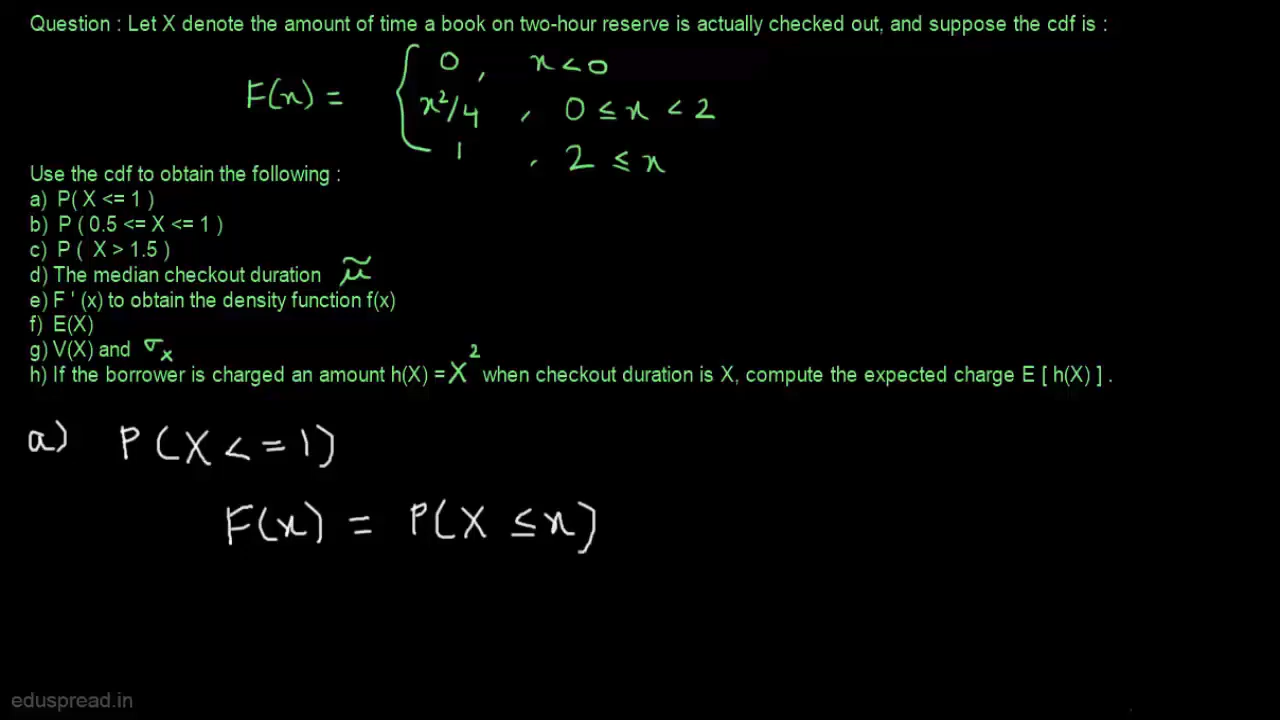 Question : Let X denote the amount of time a book on two-hour reserve is actually checked out, and suppose the cdf is :
0 , x < 0
F(x) = { x²/4 , 0 ≤ x < 2
1 , 2 ≤ x
Use the cdf to obtain the following :
a) P( X <= 1 )
b) P ( 0.5 <= X <= 1 )
c) P ( X > 1.5 )
d) The median checkout duration μ̃
e) F ' (x) to obtain the density function f(x)
f) E(X)
g) V(X) and σx
h) If the borrower is charged an amount h(X) = X² when checkout duration is X, compute the expected charge E [ h(X) ] .
a) P(X <= 1)
F(x) = P(X ≤ x)
eduspread.in